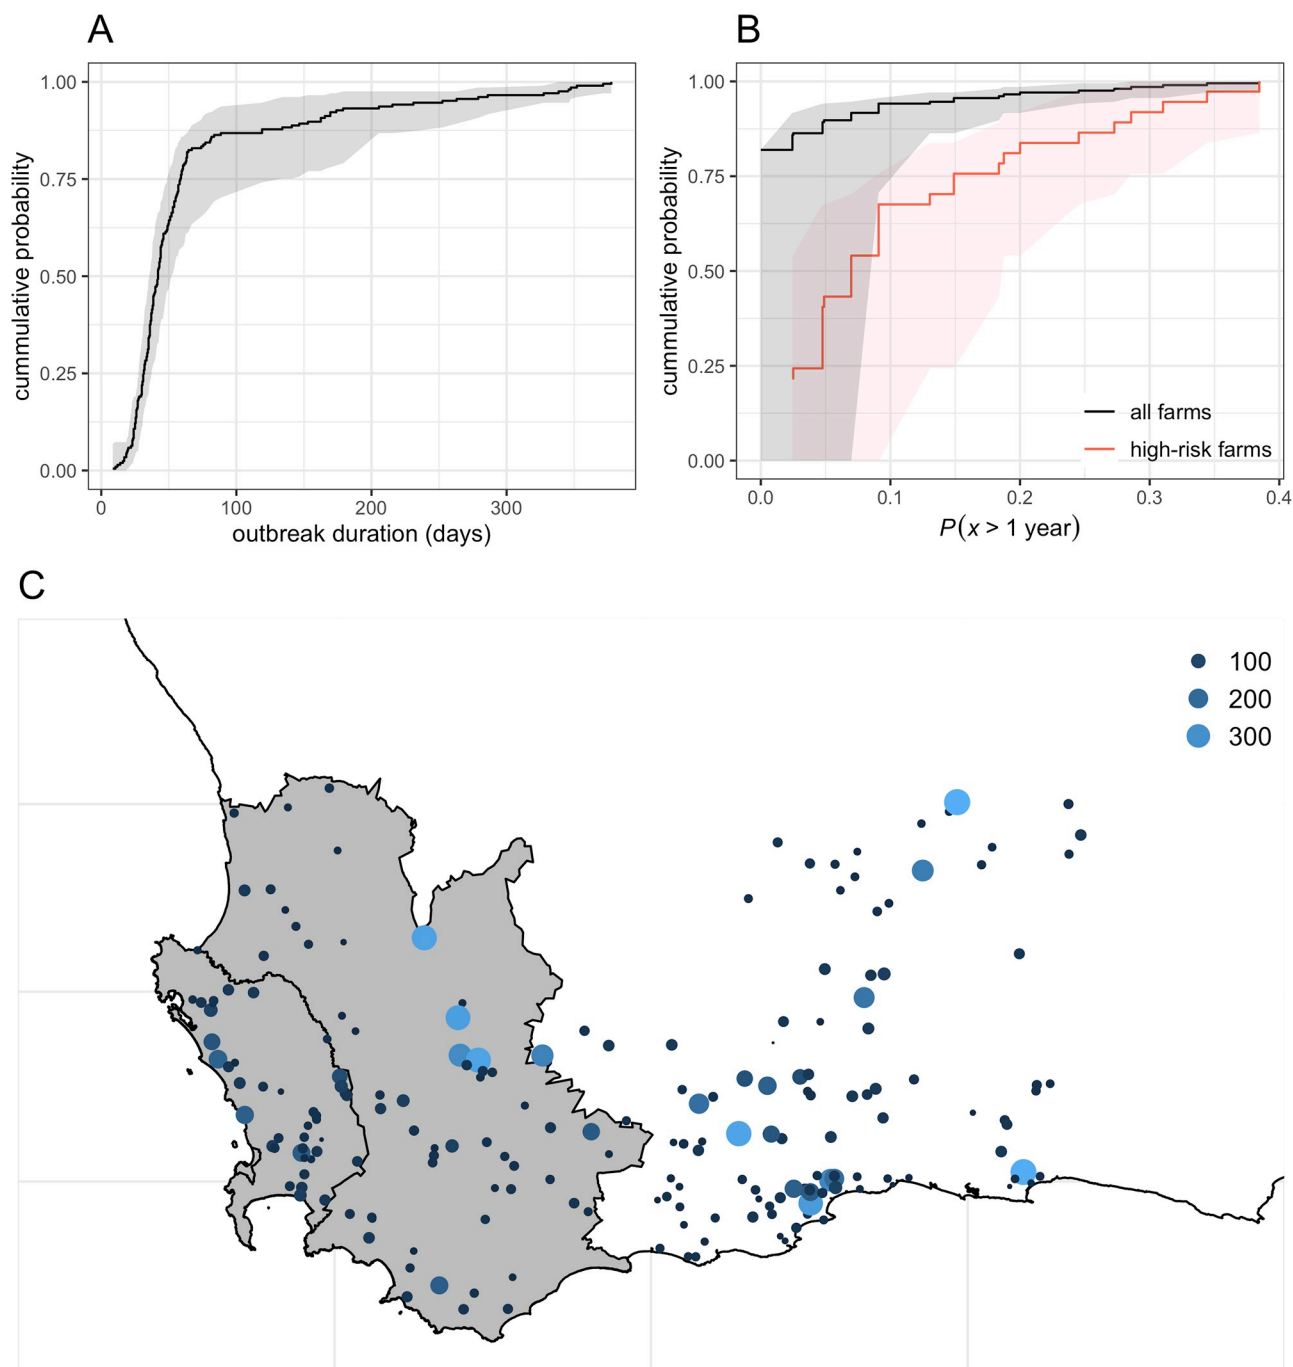 A
1.00
0.75
0.50
0.25
0.00
cummulative probability
0
100
200
300
outbreak duration (days)
B
1.00
0.75
0.50
0.25
0.00
cummulative probability
all farms
high-risk farms
0.0
0.1
0.2
0.3
0.4
P(x > 1 year)
C
100
200
300